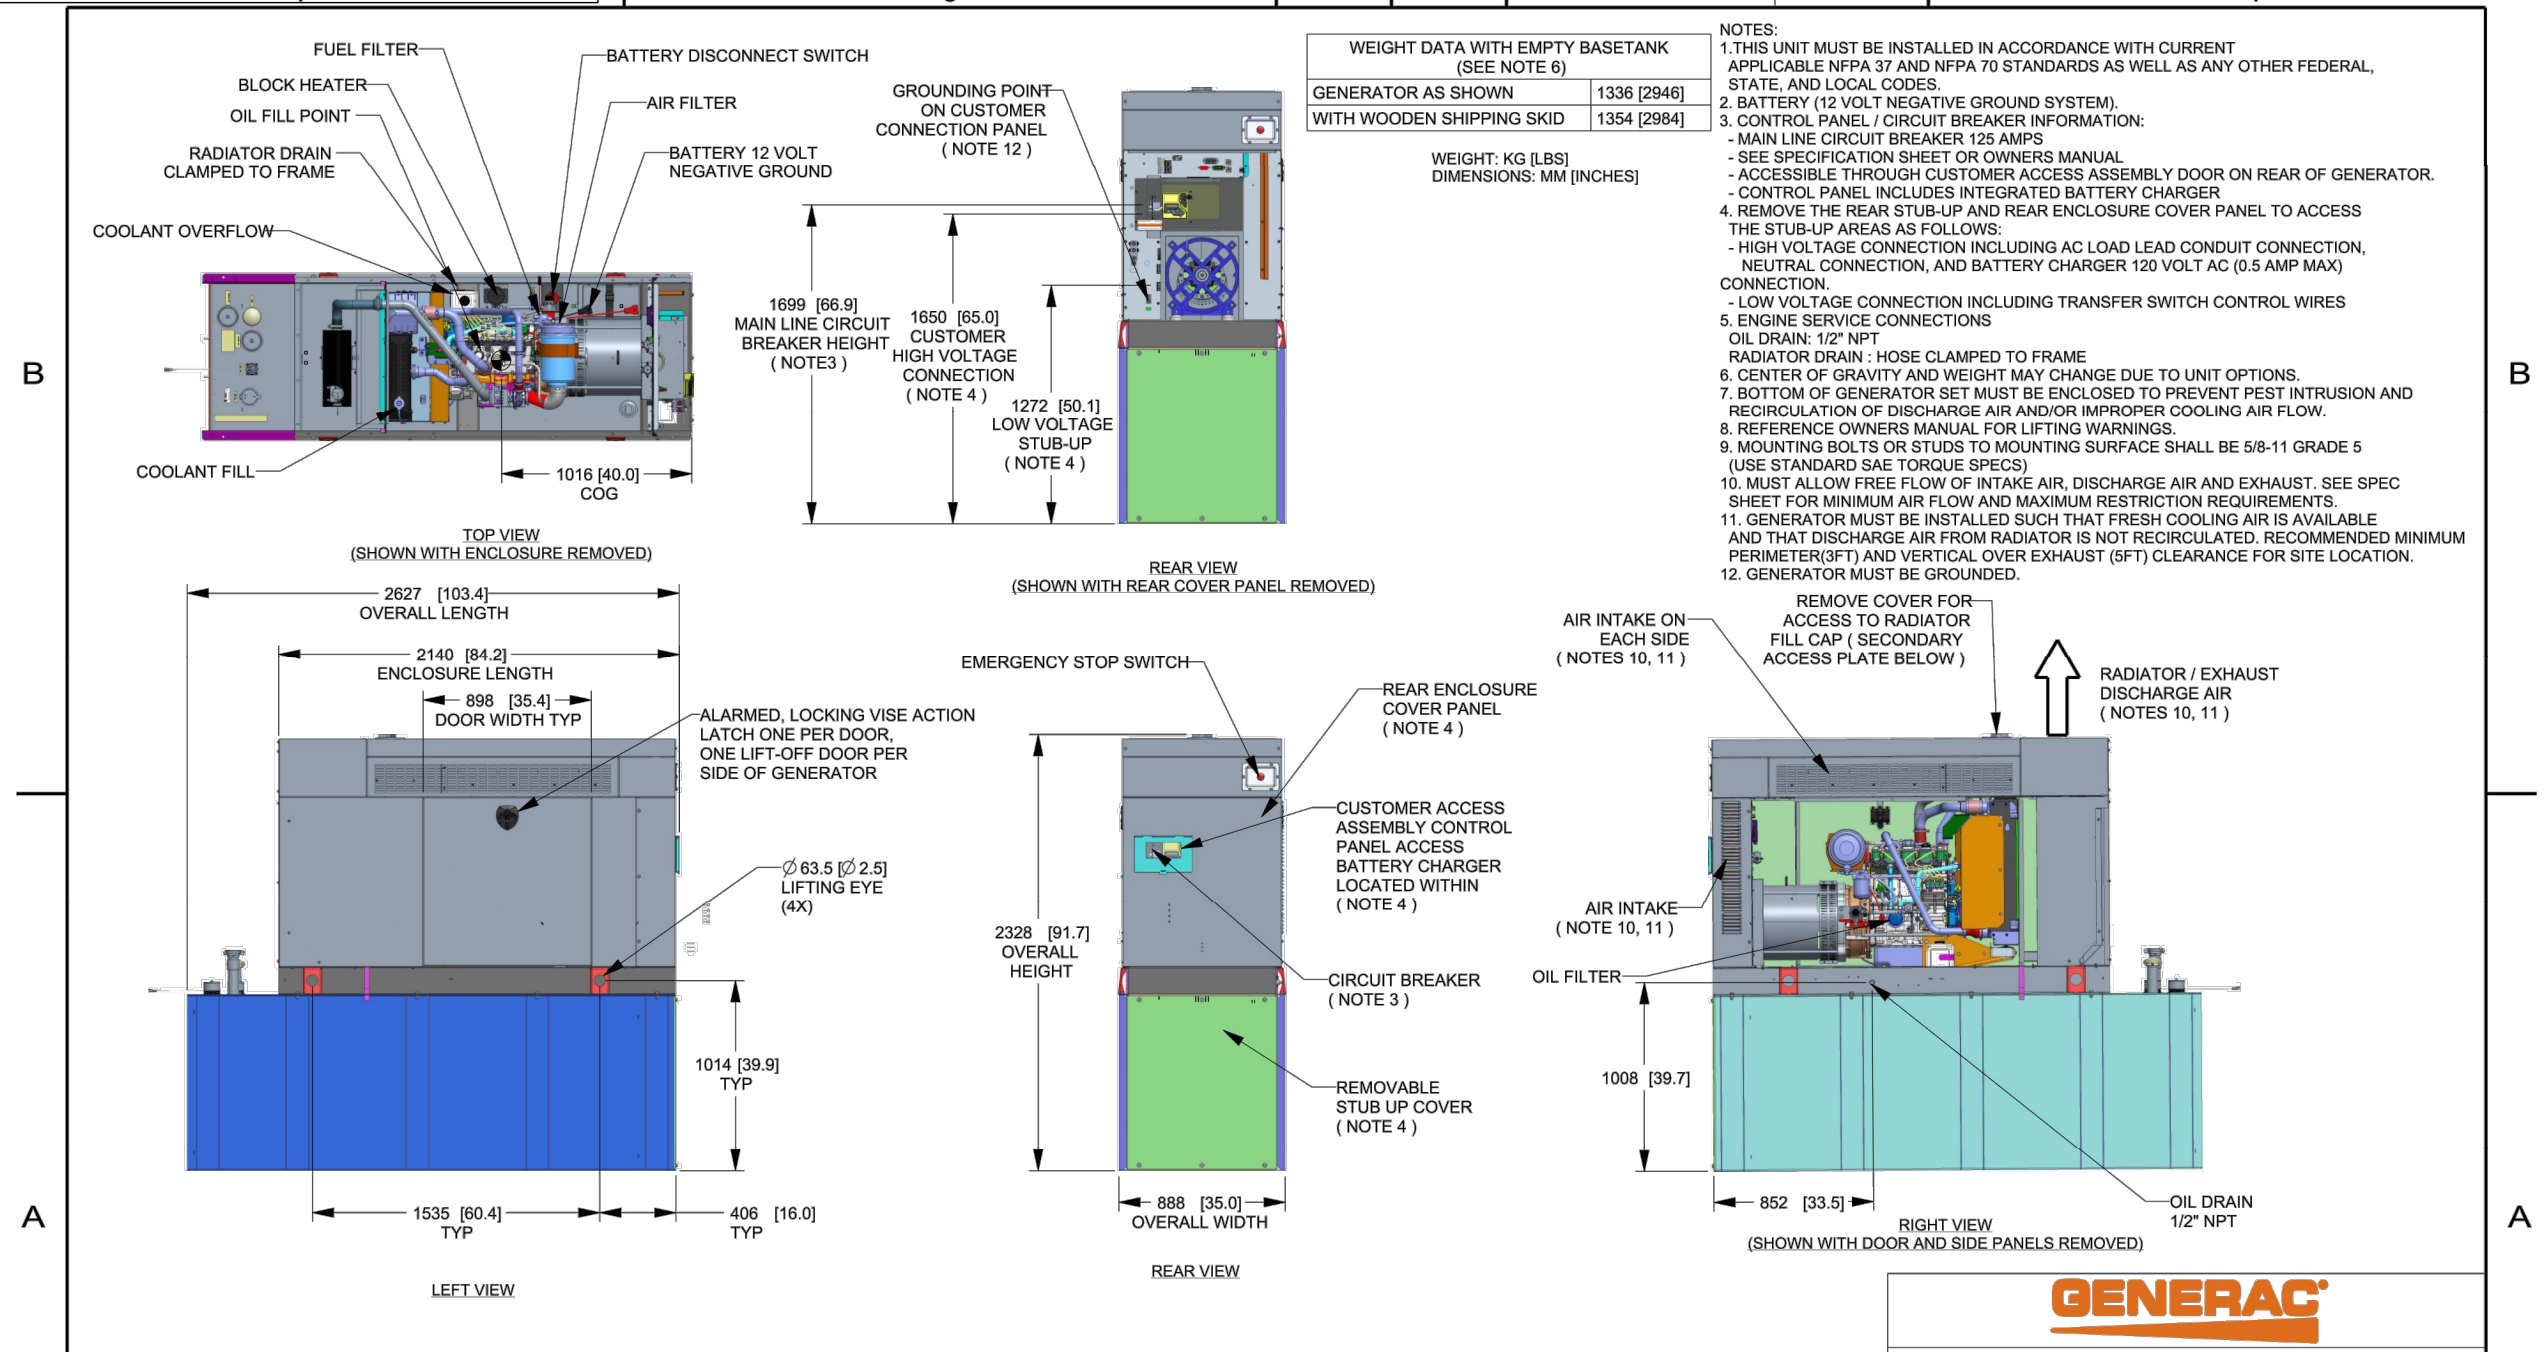 FUEL FILTER
BLOCK HEATER
OIL FILL POINT
RADIATOR DRAIN
CLAMPED TO FRAME
COOLANT OVERFLOW
COOLANT FILL
BATTERY DISCONNECT SWITCH
AIR FILTER
BATTERY 12 VOLT
NEGATIVE GROUND
1016 [40.0]
COG
TOP VIEW
(SHOWN WITH ENCLOSURE REMOVED)
GROUNDING POINT
ON CUSTOMER
CONNECTION PANEL
( NOTE 12 )
1699 [66.9]
MAIN LINE CIRCUIT
BREAKER HEIGHT
( NOTE3 )
1650 [65.0]
CUSTOMER
HIGH VOLTAGE
CONNECTION
( NOTE 4 )
1272 [50.1]
LOW VOLTAGE
STUB-UP
( NOTE 4 )
REAR VIEW
(SHOWN WITH REAR COVER PANEL REMOVED)
WEIGHT DATA WITH EMPTY BASETANK
(SEE NOTE 6)
GENERATOR AS SHOWN 1336 [2946]
WITH WOODEN SHIPPING SKID 1354 [2984]
WEIGHT: KG [LBS]
DIMENSIONS: MM [INCHES]
NOTES:
1.THIS UNIT MUST BE INSTALLED IN ACCORDANCE WITH CURRENT
APPLICABLE NFPA 37 AND NFPA 70 STANDARDS AS WELL AS ANY OTHER FEDERAL,
STATE, AND LOCAL CODES.
2. BATTERY (12 VOLT NEGATIVE GROUND SYSTEM).
3. CONTROL PANEL / CIRCUIT BREAKER INFORMATION:
- MAIN LINE CIRCUIT BREAKER 125 AMPS
- SEE SPECIFICATION SHEET OR OWNERS MANUAL
- ACCESSIBLE THROUGH CUSTOMER ACCESS ASSEMBLY DOOR ON REAR OF GENERATOR.
- CONTROL PANEL INCLUDES INTEGRATED BATTERY CHARGER
4. REMOVE THE REAR STUB-UP AND REAR ENCLOSURE COVER PANEL TO ACCESS
THE STUB-UP AREAS AS FOLLOWS:
- HIGH VOLTAGE CONNECTION INCLUDING AC LOAD LEAD CONDUIT CONNECTION,
NEUTRAL CONNECTION, AND BATTERY CHARGER 120 VOLT AC (0.5 AMP MAX)
CONNECTION.
- LOW VOLTAGE CONNECTION INCLUDING TRANSFER SWITCH CONTROL WIRES
5. ENGINE SERVICE CONNECTIONS
OIL DRAIN: 1/2" NPT
RADIATOR DRAIN : HOSE CLAMPED TO FRAME
6. CENTER OF GRAVITY AND WEIGHT MAY CHANGE DUE TO UNIT OPTIONS.
7. BOTTOM OF GENERATOR SET MUST BE ENCLOSED TO PREVENT PEST INTRUSION AND
RECIRCULATION OF DISCHARGE AIR AND/OR IMPROPER COOLING AIR FLOW.
8. REFERENCE OWNERS MANUAL FOR LIFTING WARNINGS.
9. MOUNTING BOLTS OR STUDS TO MOUNTING SURFACE SHALL BE 5/8-11 GRADE 5
(USE STANDARD SAE TORQUE SPECS)
10. MUST ALLOW FREE FLOW OF INTAKE AIR, DISCHARGE AIR AND EXHAUST. SEE SPEC
SHEET FOR MINIMUM AIR FLOW AND MAXIMUM RESTRICTION REQUIREMENTS.
11. GENERATOR MUST BE INSTALLED SUCH THAT FRESH COOLING AIR IS AVAILABLE
AND THAT DISCHARGE AIR FROM RADIATOR IS NOT RECIRCULATED. RECOMMENDED MINIMUM
PERIMETER(3FT) AND VERTICAL OVER EXHAUST (5FT) CLEARANCE FOR SITE LOCATION.
12. GENERATOR MUST BE GROUNDED.
B
B
2627 [103.4]
OVERALL LENGTH
2140 [84.2]
ENCLOSURE LENGTH
898 [35.4]
DOOR WIDTH TYP
ALARMED, LOCKING VISE ACTION
LATCH ONE PER DOOR,
ONE LIFT-OFF DOOR PER
SIDE OF GENERATOR
Ø 63.5 [Ø 2.5]
LIFTING EYE
(4X)
1014 [39.9]
TYP
1535 [60.4]
TYP
406 [16.0]
TYP
LEFT VIEW
EMERGENCY STOP SWITCH
REAR ENCLOSURE
COVER PANEL
( NOTE 4 )
CUSTOMER ACCESS
ASSEMBLY CONTROL
PANEL ACCESS
BATTERY CHARGER
LOCATED WITHIN
( NOTE 4 )
2328 [91.7]
OVERALL
HEIGHT
CIRCUIT BREAKER
( NOTE 3 )
REMOVABLE
STUB UP COVER
( NOTE 4 )
888 [35.0]
OVERALL WIDTH
REAR VIEW
AIR INTAKE ON
EACH SIDE
( NOTES 10, 11 )
REMOVE COVER FOR
ACCESS TO RADIATOR
FILL CAP ( SECONDARY
ACCESS PLATE BELOW )
RADIATOR / EXHAUST
DISCHARGE AIR
( NOTES 10, 11 )
AIR INTAKE
( NOTE 10, 11 )
OIL FILTER
1008 [39.7]
852 [33.5]
OIL DRAIN
1/2" NPT
RIGHT VIEW
(SHOWN WITH DOOR AND SIDE PANELS REMOVED)
A
A
GENERAC